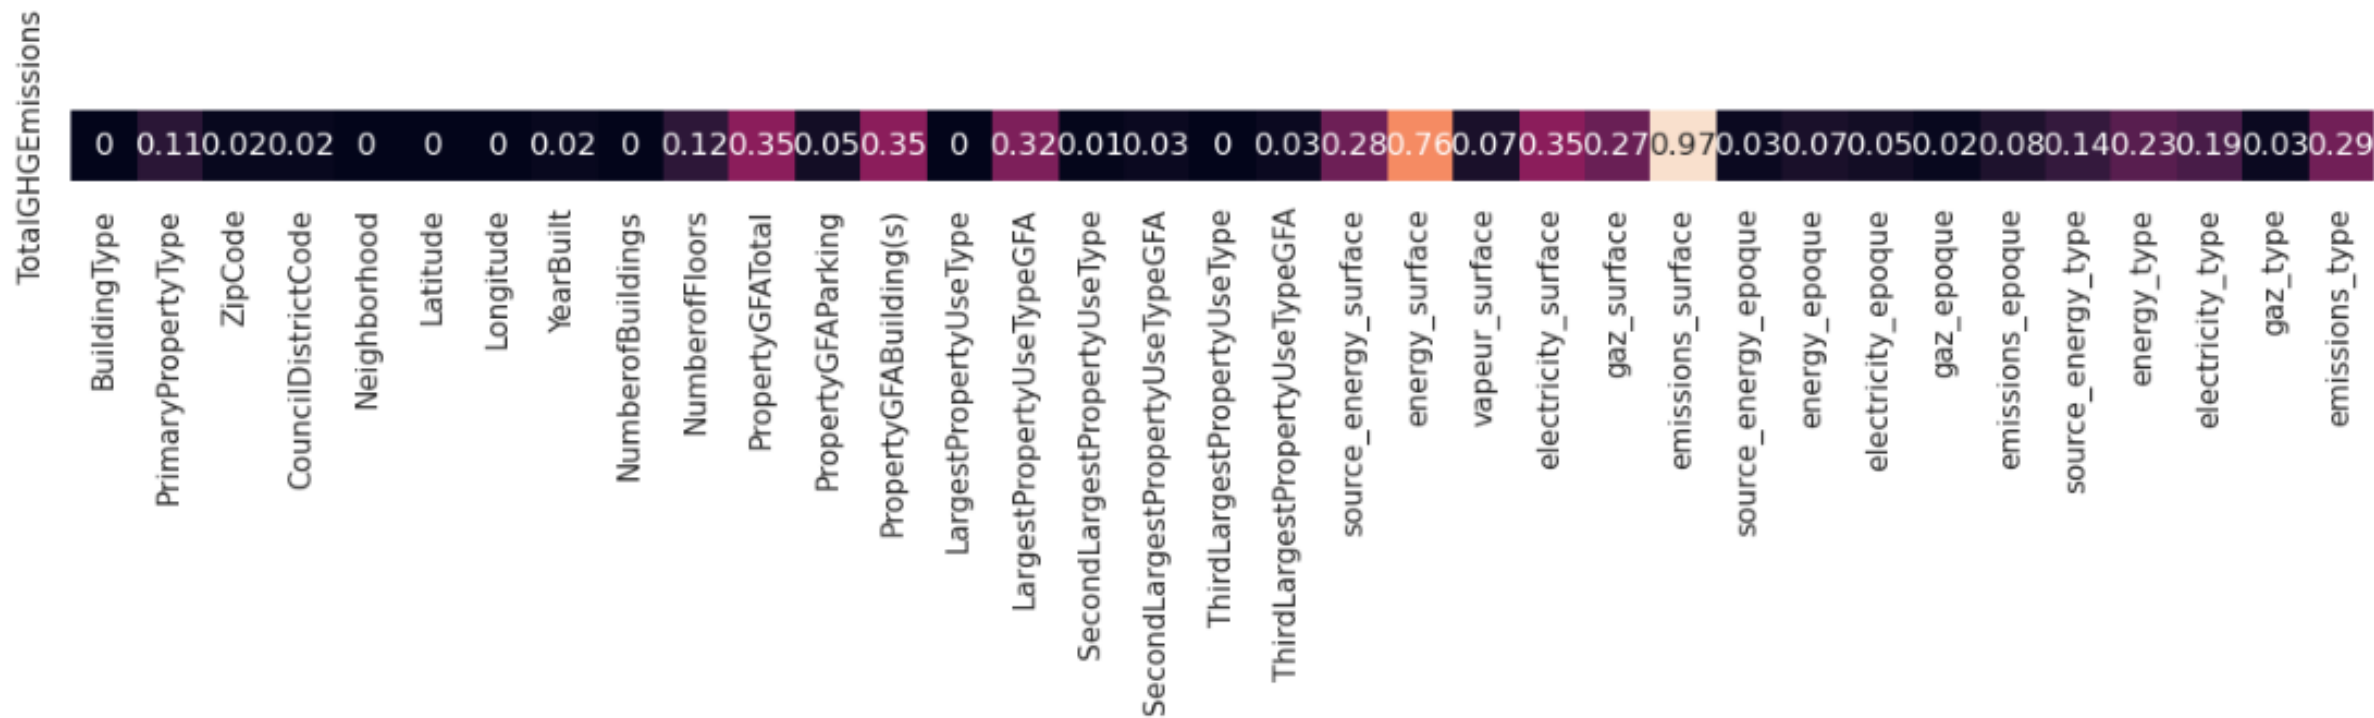 TotalGHGEmissions
0 0.11 0.02 0.02 0 0 0 0.02 0 0.12 0.35 0.05 0.35 0 0.32 0.01 0.03 0 0.03 0.28 0.76 0.07 0.35 0.27 0.97 0.03 0.07 0.05 0.02 0.08 0.14 0.23 0.19 0.03 0.29
BuildingType
PrimaryPropertyType
ZipCode
CouncilDistrictCode
Neighborhood
Latitude
Longitude
YearBuilt
NumberofBuildings
NumberofFloors
PropertyGFATotal
PropertyGFAParking
PropertyGFABuilding(s)
LargestPropertyUseType
LargestPropertyUseTypeGFA
SecondLargestPropertyUseType
SecondLargestPropertyUseTypeGFA
ThirdLargestPropertyUseType
ThirdLargestPropertyUseTypeGFA
source_energy_surface
energy_surface
vapeur_surface
electricity_surface
gaz_surface
emissions_surface
source_energy_epoque
energy_epoque
electricity_epoque
gaz_epoque
emissions_epoque
source_energy_type
energy_type
electricity_type
gaz_type
emissions_type